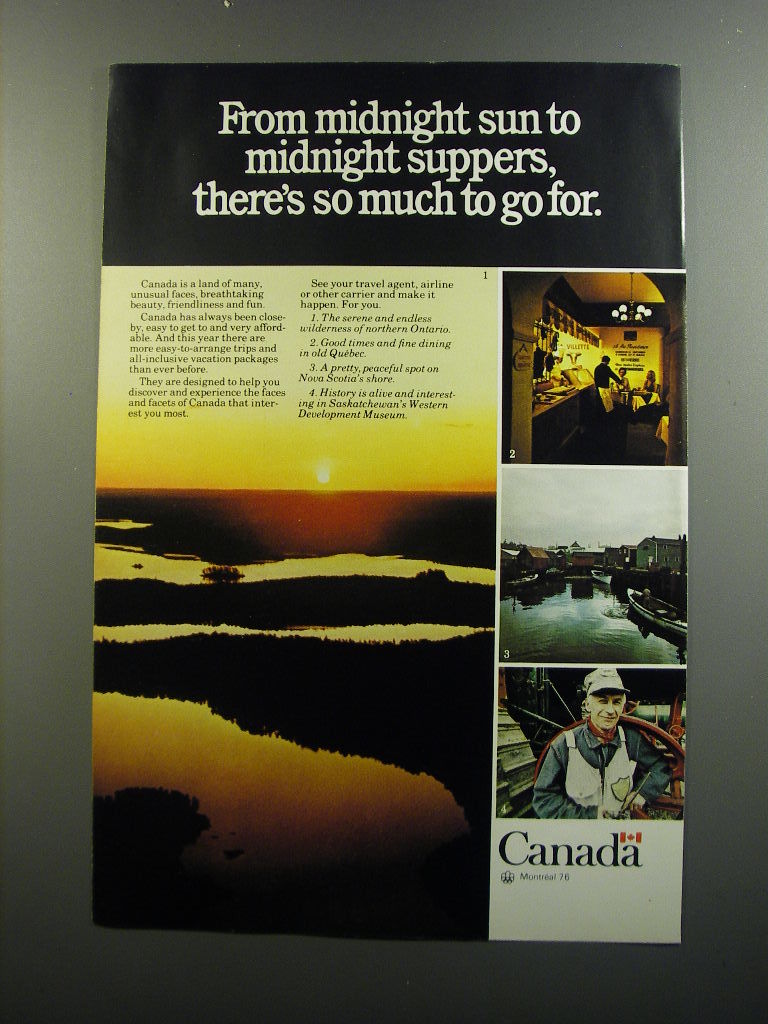 From midnight sun to
midnight suppers,
there's so much to go for.
Canada is a land of many,
unusual faces, breathtaking
beauty, friendliness and fun.
Canada has always been close-
by, easy to get to and very afford-
able. And this year there are
more easy-to-arrange trips and
all-inclusive vacation packages
than ever before.
They are designed to help you
discover and experience the faces
and facets of Canada that inter-
est you most.
See your travel agent, airline
or other carrier and make it
happen. For you.
1. The serene and endless
wilderness of northern Ontario.
2. Good times and fine dining
in old Québec.
3. A pretty, peaceful spot on
Nova Scotia's shore.
4. History is alive and interest-
ing in Saskatchewan's Western
Development Museum.
1
VILLETTE
2
3
4
Canada
Montréal 76